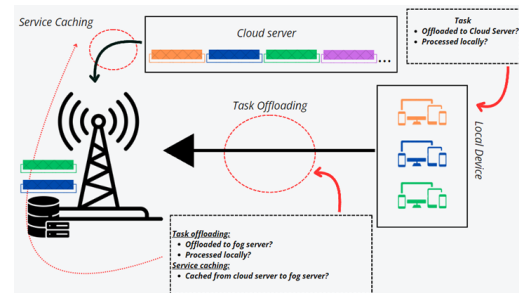 Service Caching
Cloud server
...
Task
• Offloaded to Cloud Server?
• Processed locally?
Task Offloading
Local Device
Task offloading:
• Offloaded to fog server?
• Processed locally?
Service caching:
• Cached from cloud server to fog server?